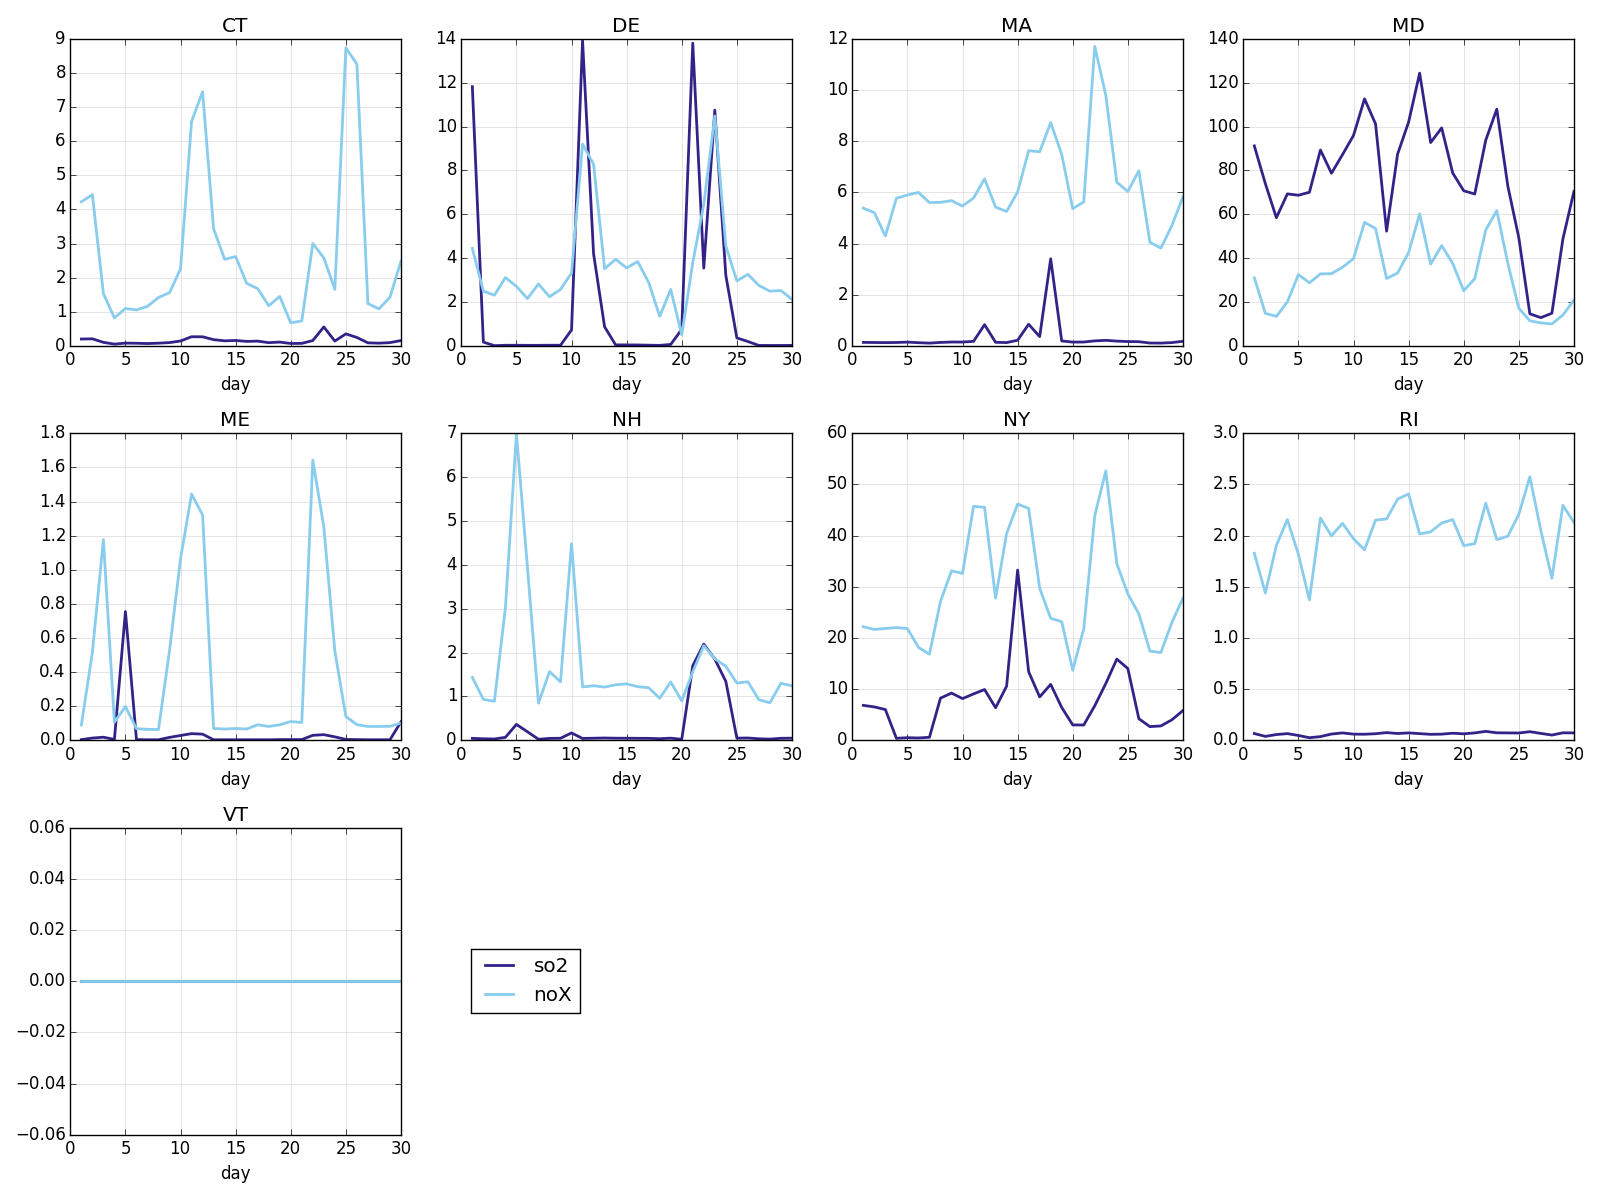 CT
9
8
7
6
5
4
3
2
1
0
0 5 10 15 20 25 30
day
DE
14
12
10
8
6
4
2
0
0 5 10 15 20 25 30
day
MA
12
10
8
6
4
2
0
0 5 10 15 20 25 30
day
MD
140
120
100
80
60
40
20
0
0 5 10 15 20 25 30
day
ME
1.8
1.6
1.4
1.2
1.0
0.8
0.6
0.4
0.2
0.0
0 5 10 15 20 25 30
day
NH
7
6
5
4
3
2
1
0
0 5 10 15 20 25 30
day
NY
60
50
40
30
20
10
0
0 5 10 15 20 25 30
day
RI
3.0
2.5
2.0
1.5
1.0
0.5
0.0
0 5 10 15 20 25 30
day
VT
0.06
0.04
0.02
0.00
−0.02
−0.04
−0.06
0 5 10 15 20 25 30
day
so2
noX